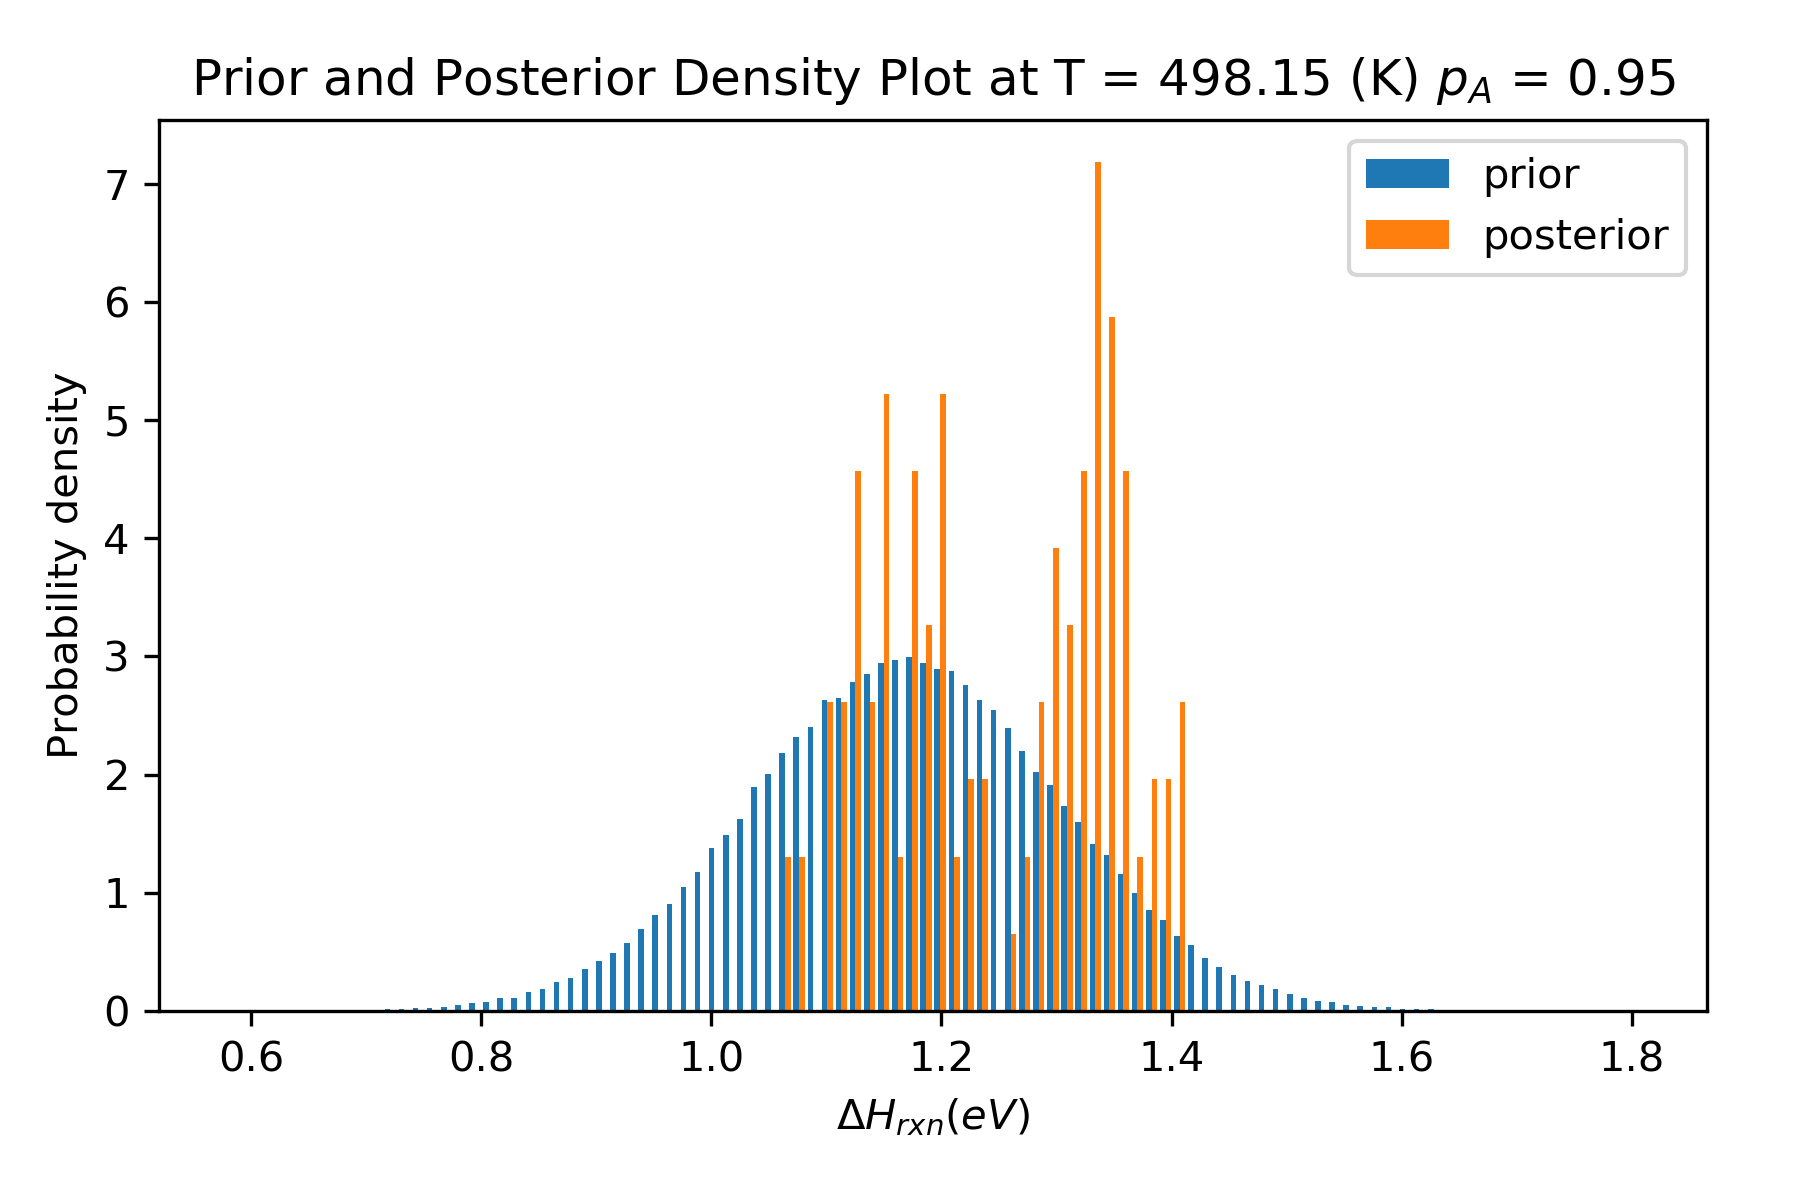 Prior and Posterior Density Plot at T = 498.15 (K) p_A = 0.95
prior
posterior
Probability density
7
6
5
4
3
2
1
0
0.6 0.8 1.0 1.2 1.4 1.6 1.8
ΔH_rxn(eV)